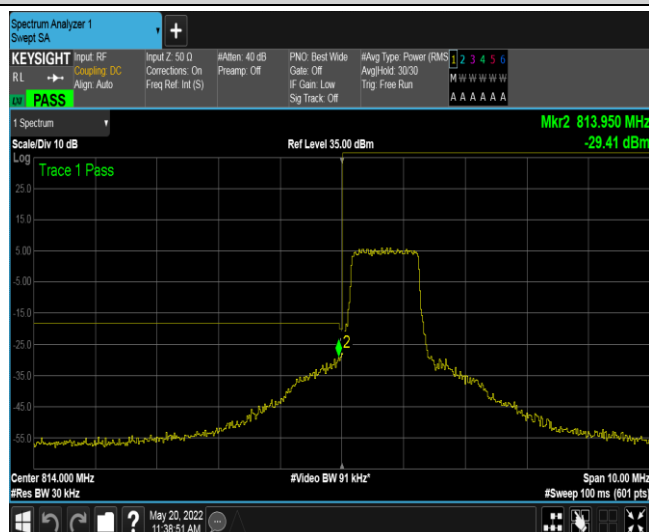 Spectrum Analyzer 1
Swept SA
KEYSIGHT Input: RF Input Z: 50 Ω #Atten: 40 dB PNO: Best Wide #Avg Type: Power (RMS 1 2 3 4 5 6
RL Coupling: DC Corrections: On Preamp: Off Gate: Off Avg|Hold: 30/30 M W W W W W
Align: Auto Freq Ref: Int (S) IF Gain: Low Trig: Free Run
PASS Sig Track: Off A A A A A A
1 Spectrum Mkr2 813.950 MHz
Scale/Div 10 dB Ref Level 35.00 dBm -29.41 dBm
Log
Trace 1 Pass
25.0
15.0
5.00
-5.00
-15.0
2
-25.0
-35.0
-45.0
-55.0
Center 814.000 MHz #Video BW 91 kHz* Span 10.00 MHz
#Res BW 30 kHz #Sweep 100 ms (601 pts)
? May 20, 2022
11:38:51 AM